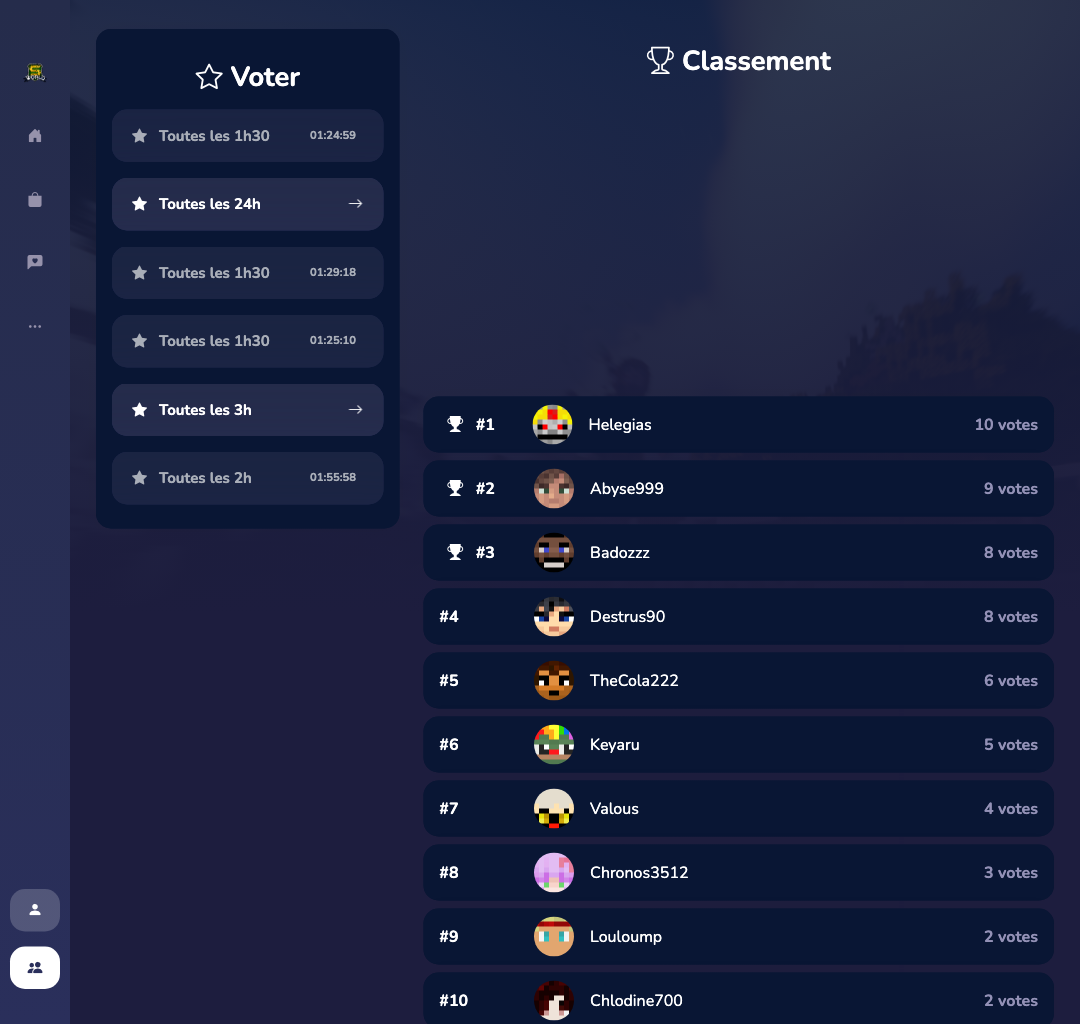 Voter
Toutes les 1h30 01:24:59
Toutes les 24h
Toutes les 1h30 01:29:18
Toutes les 1h30 01:25:10
Toutes les 3h
Toutes les 2h 01:55:58
Classement
#1 Helegias 10 votes
#2 Abyse999 9 votes
#3 Badozzz 8 votes
#4 Destrus90 8 votes
#5 TheCola222 6 votes
#6 Keyaru 5 votes
#7 Valous 4 votes
#8 Chronos3512 3 votes
#9 Louloump 2 votes
#10 Chlodine700 2 votes